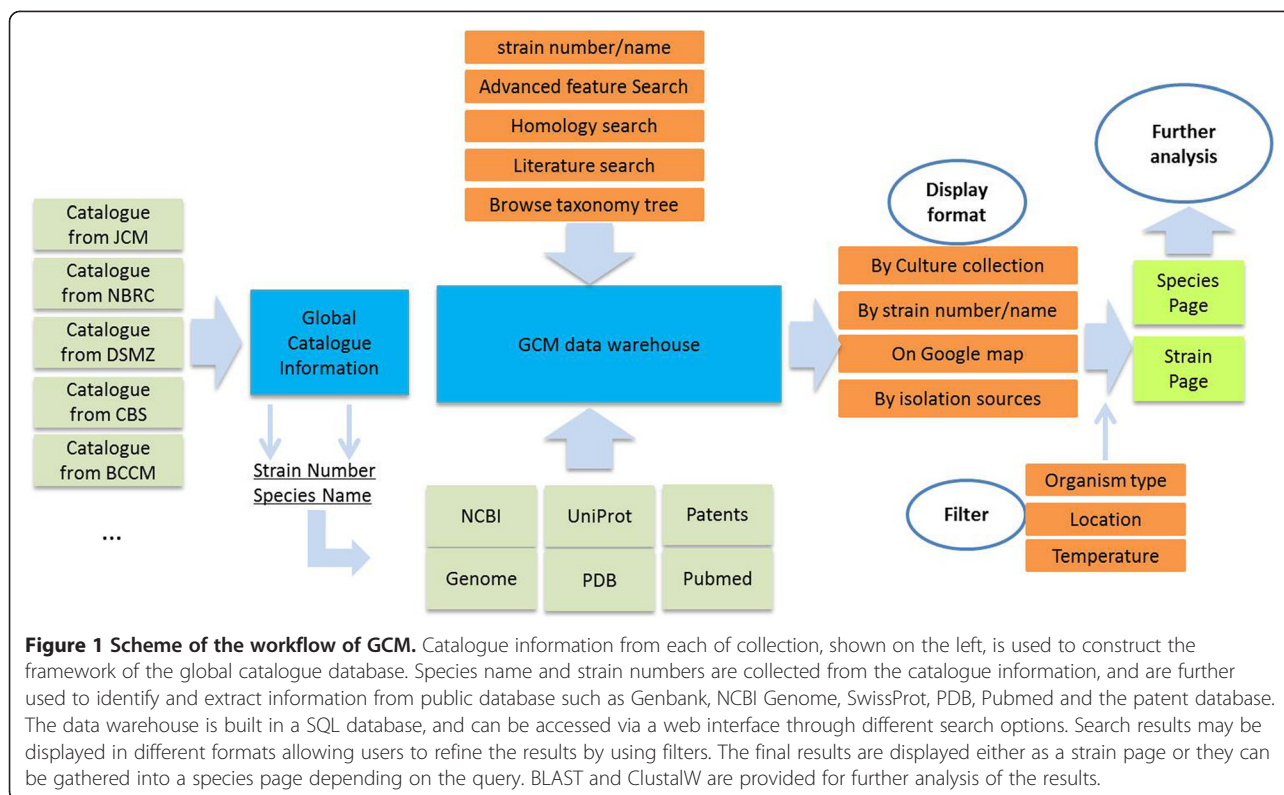 strain number/name
Advanced feature Search
Homology search
Literature search
Browse taxonomy tree
Further
analysis
Display
format
Catalogue
from JCM
Catalogue
from NBRC
Catalogue
from DSMZ
Catalogue
from CBS
Catalogue
from BCCM
...
Global
Catalogue
Information
Strain Number
Species Name
GCM data warehouse
NCBI
UniProt
Patents
Genome
PDB
Pubmed
By Culture collection
By strain number/name
On Google map
By isolation sources
Species
Page
Strain
Page
Filter
Organism type
Location
Temperature
Figure 1 Scheme of the workflow of GCM. Catalogue information from each of collection, shown on the left, is used to construct the
framework of the global catalogue database. Species name and strain numbers are collected from the catalogue information, and are further
used to identify and extract information from public database such as Genbank, NCBI Genome, SwissProt, PDB, Pubmed and the patent database.
The data warehouse is built in a SQL database, and can be accessed via a web interface through different search options. Search results may be
displayed in different formats allowing users to refine the results by using filters. The final results are displayed either as a strain page or they can
be gathered into a species page depending on the query. BLAST and ClustalW are provided for further analysis of the results.